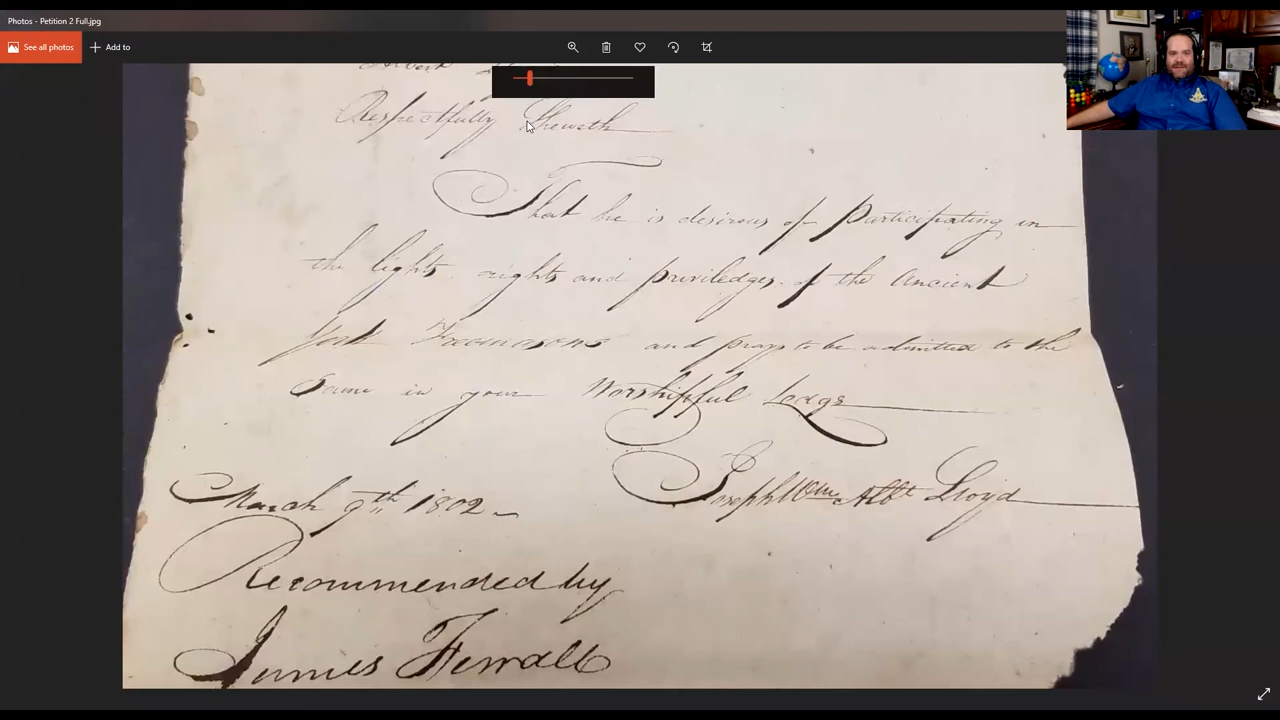 Photos - Petition 2 Full.jpg
See all photos
Add to
Albert
Respectfully Sheweth
That he is desirous of participating in
the lights rights and priviledges of the Ancient
York Freemasons and prays to be admitted to the
Same in your Worshipful Lodge
March 9th 1802
Joseph Wm Albt Lloyd
Recommended by
James Ferrall